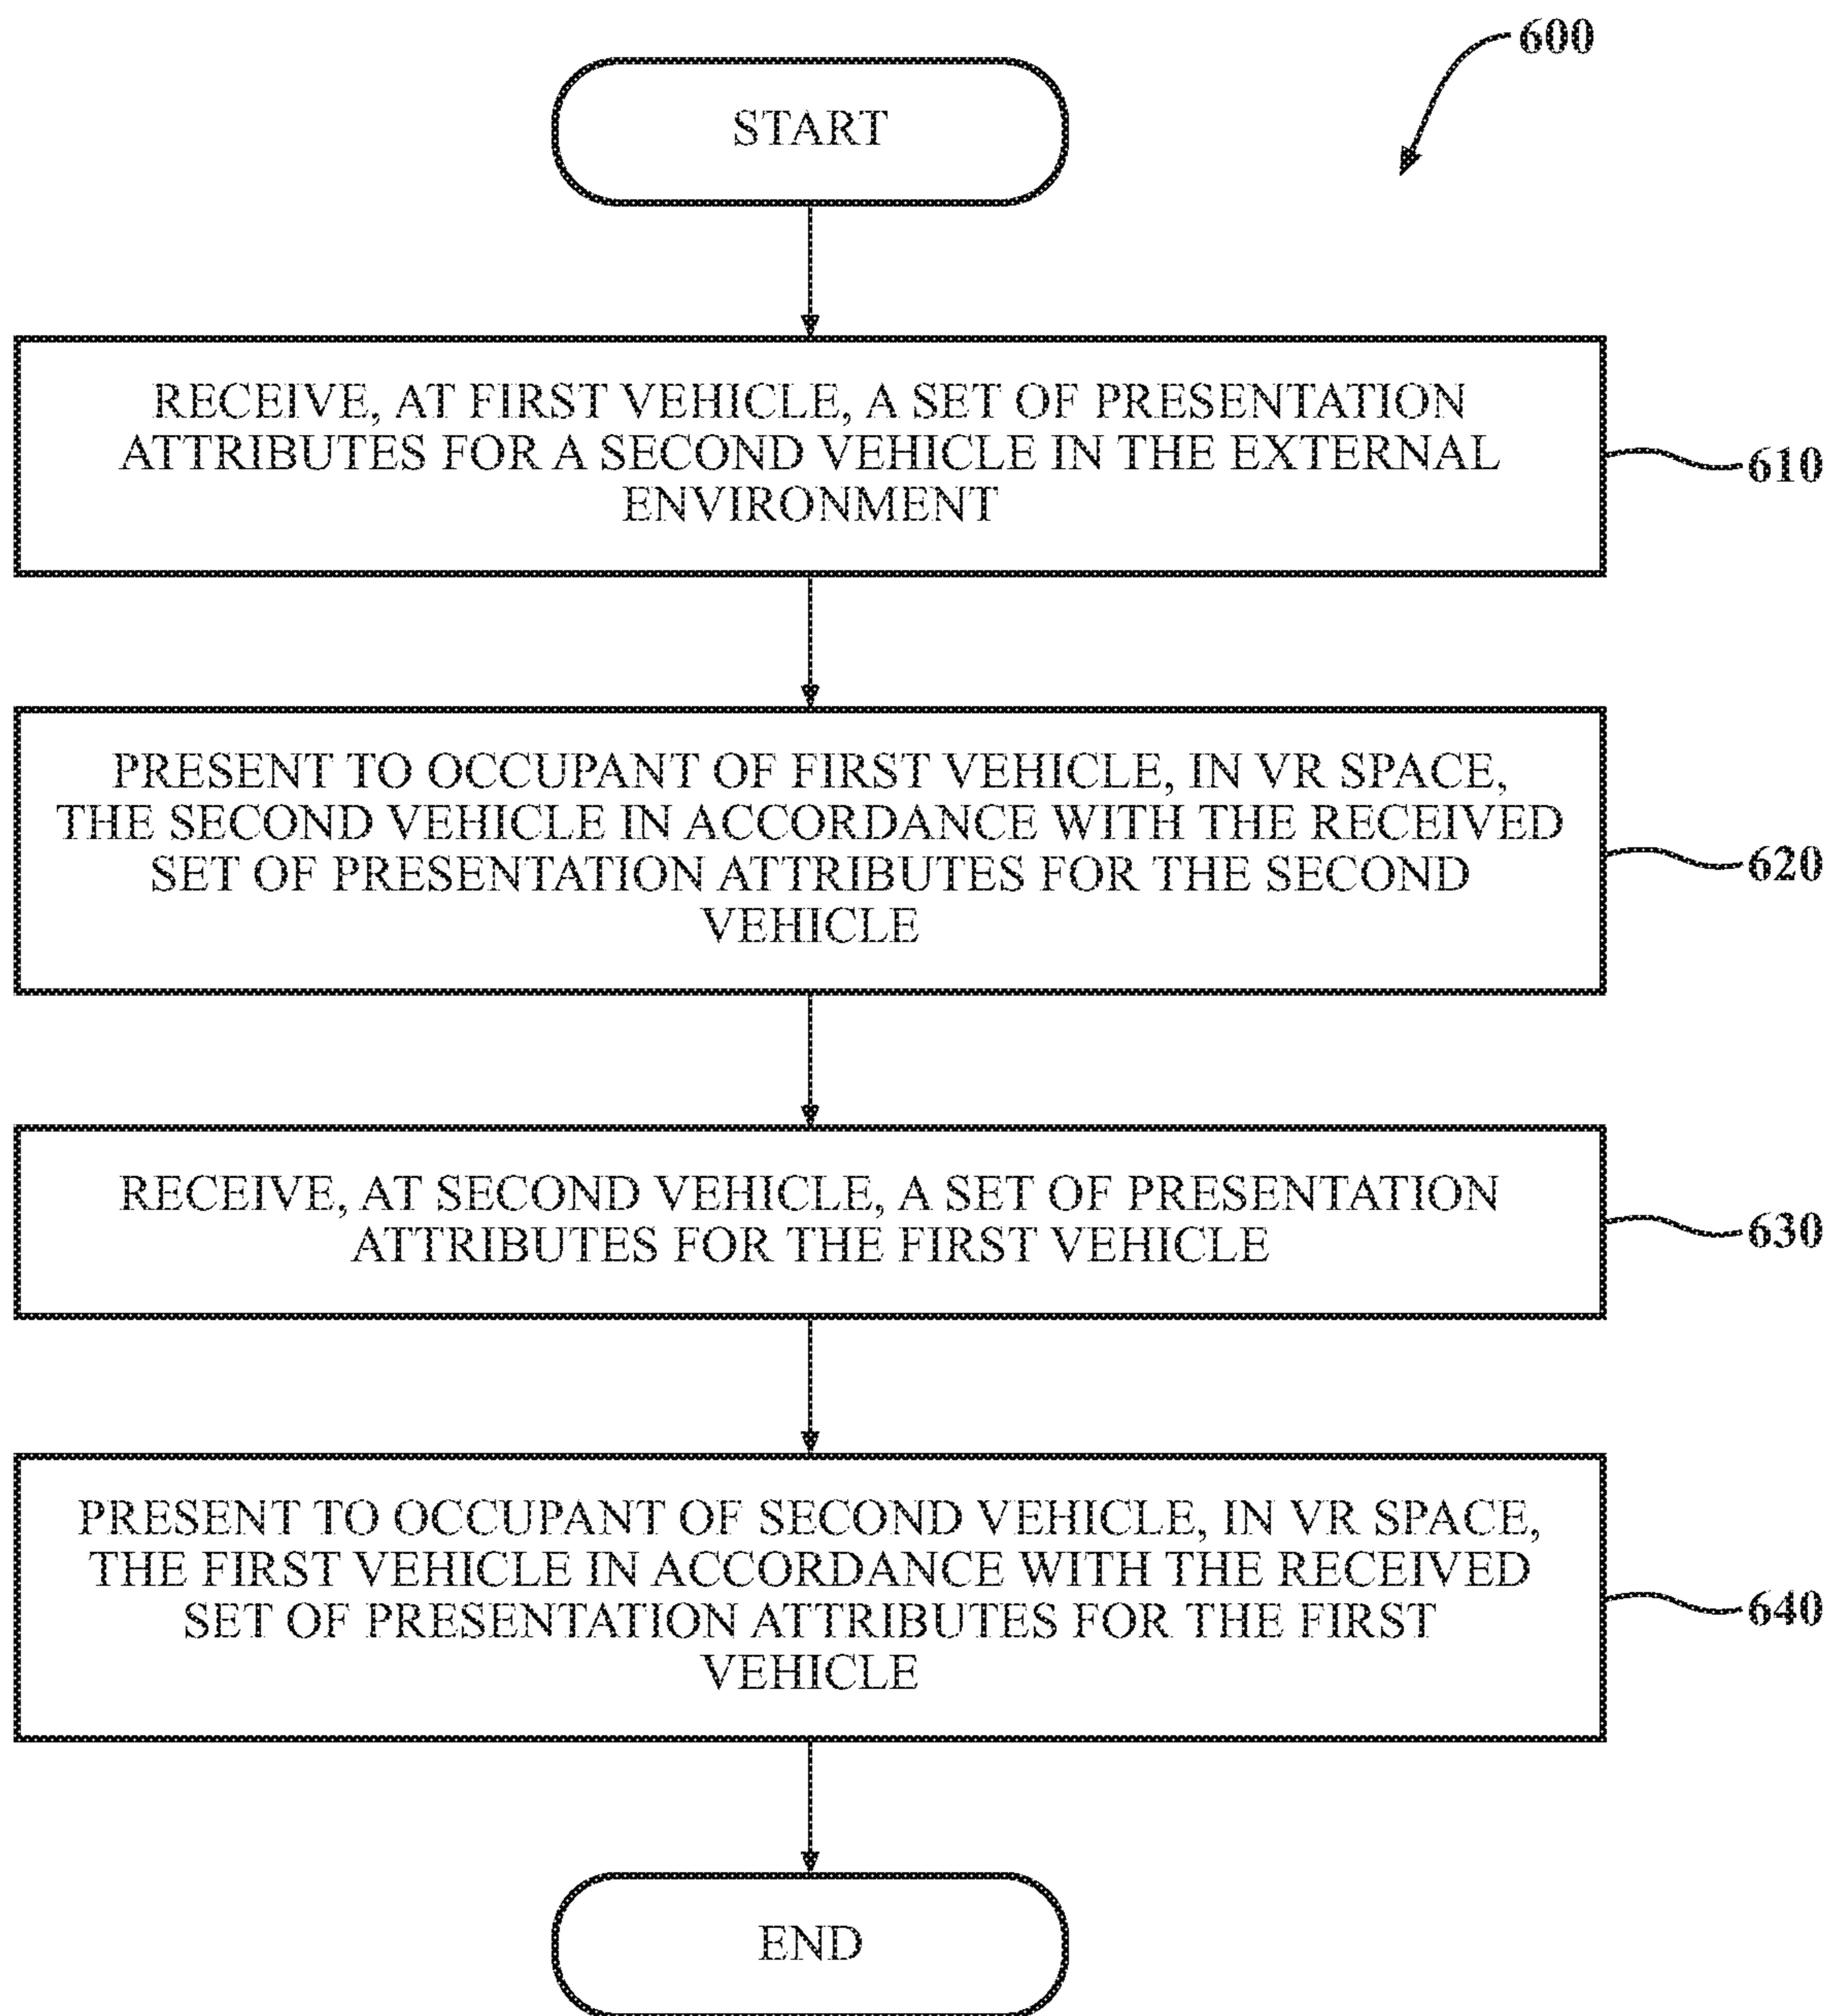 600
START
RECEIVE, AT FIRST VEHICLE, A SET OF PRESENTATION
ATTRIBUTES FOR A SECOND VEHICLE IN THE EXTERNAL
ENVIRONMENT
610
PRESENT TO OCCUPANT OF FIRST VEHICLE, IN VR SPACE,
THE SECOND VEHICLE IN ACCORDANCE WITH THE RECEIVED
SET OF PRESENTATION ATTRIBUTES FOR THE SECOND
VEHICLE
620
RECEIVE, AT SECOND VEHICLE, A SET OF PRESENTATION
ATTRIBUTES FOR THE FIRST VEHICLE
630
PRESENT TO OCCUPANT OF SECOND VEHICLE, IN VR SPACE,
THE FIRST VEHICLE IN ACCORDANCE WITH THE RECEIVED
SET OF PRESENTATION ATTRIBUTES FOR THE FIRST
VEHICLE
640
END